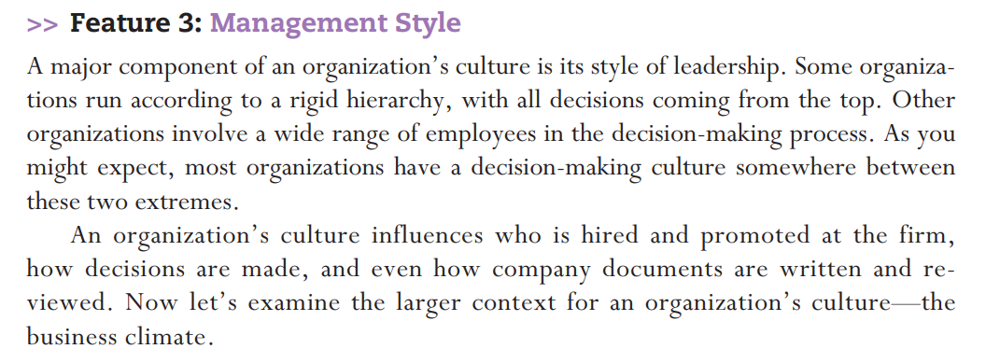 >> Feature 3: Management Style
A major component of an organization’s culture is its style of leadership. Some organiza-
tions run according to a rigid hierarchy, with all decisions coming from the top. Other
organizations involve a wide range of employees in the decision-making process. As you
might expect, most organizations have a decision-making culture somewhere between
these two extremes.
An organization’s culture influences who is hired and promoted at the firm,
how decisions are made, and even how company documents are written and re-
viewed. Now let’s examine the larger context for an organization’s culture—the
business climate.